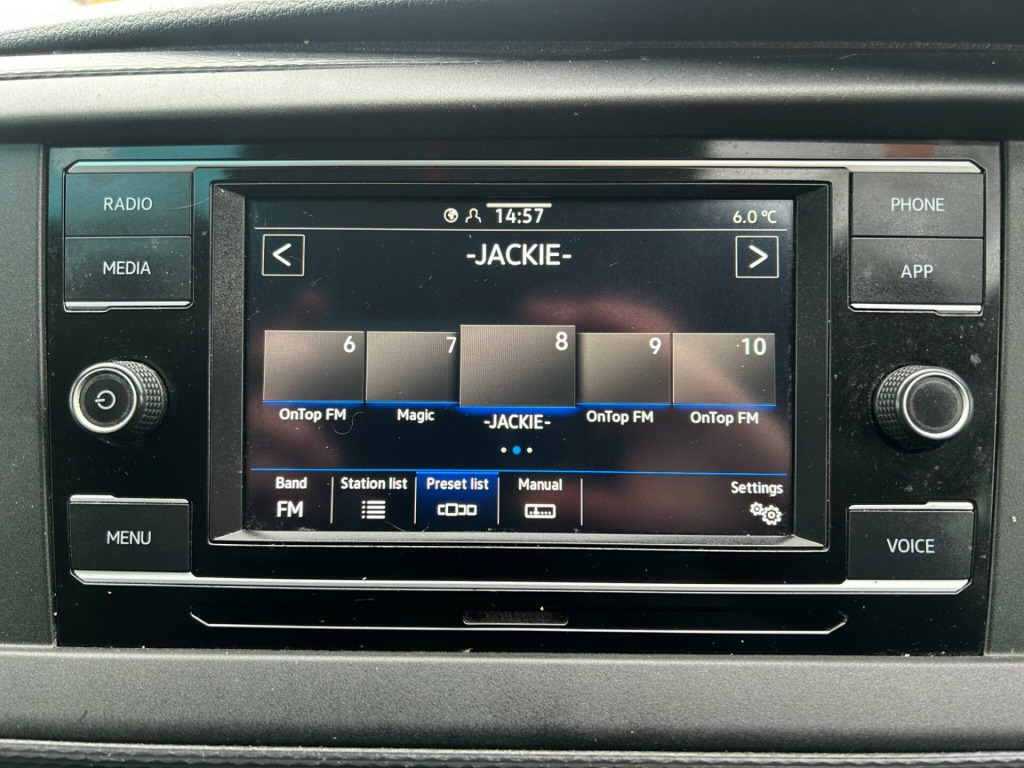 RADIO
MEDIA
MENU
PHONE
APP
VOICE
14:57
6.0 °C
<
-JACKIE-
>
6
7
8
9
10
OnTop FM
Magic
-JACKIE-
OnTop FM
OnTop FM
Band
FM
Station list
Preset list
Manual
Settings